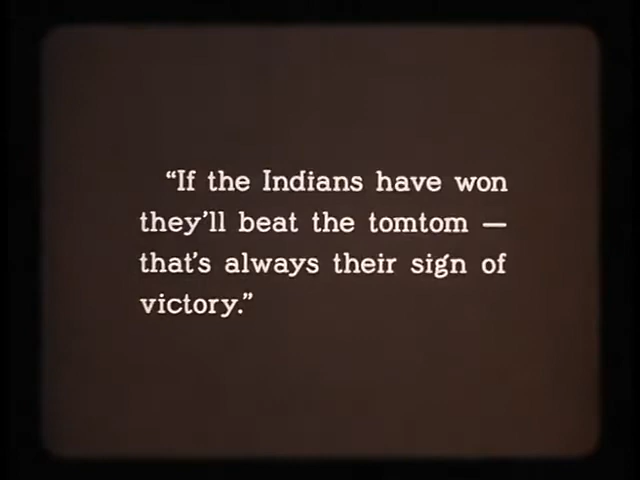 “If the Indians have won
they’ll beat the tomtom —
that’s always their sign of
victory.”